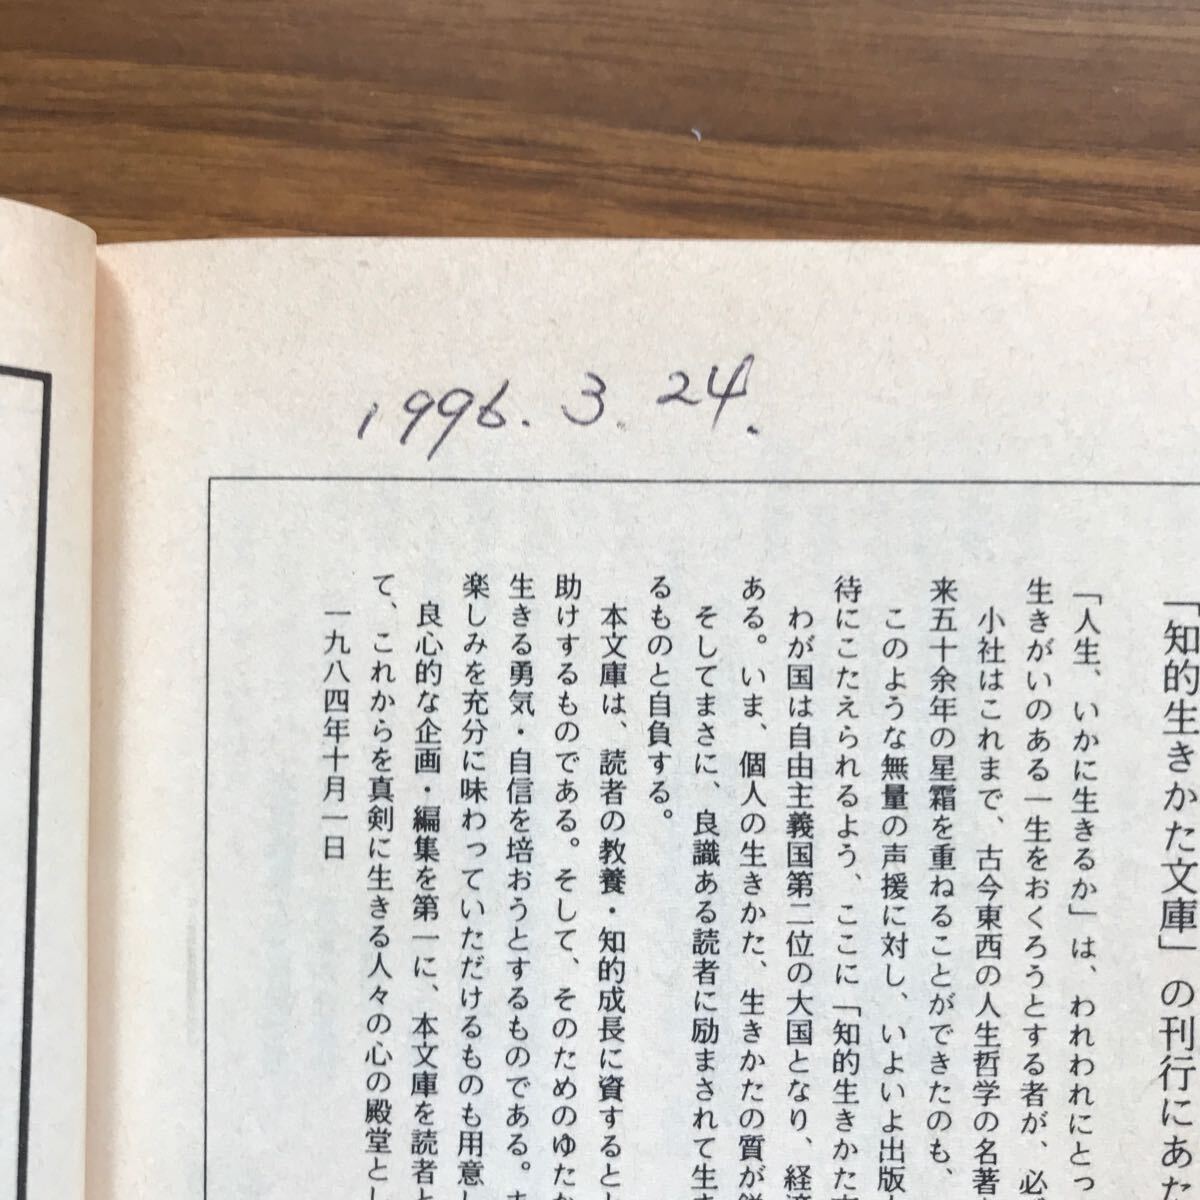 1996. 3. 24.
「知的生きかた文庫」の刊行にあた
「人生、いかに生きるか」は、われわれにとっ
生きがいのある一生をおくろうとする者が、必
小社はこれまで、古今東西の人生哲学の名著
来五十余年の星霜を重ねることができたのも、
このような無量の声援に対し、いよいよ出版
待にこたえられるよう、ここに「知的生きかた
わが国は自由主義国第二位の大国となり、経済
ある。いま、個人の生きかた、生きかたの質が
そしてまさに、良識ある読者に励まされて生ま
るものと自負する。
本文庫は、読者の教養・知的成長に資するとと
助けするものである。そして、そのためのゆたか
生きる勇気・自信を培おうとするものである。ま
楽しみを充分に味わっていただけるものも用意し
良心的な企画・編集を第一に、本文庫を読者と
て、これからを真剣に生きる人々の心の殿堂とし
一九八四年十月一日